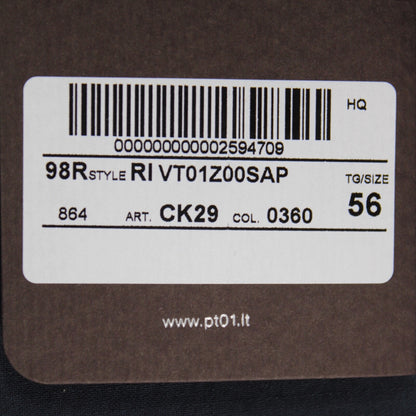 HQ
000000000002594709
98R STYLE RI VT01Z00SAP
TG/SIZE
864 ART. CK29 COL. 0360 56
www.pt01.it